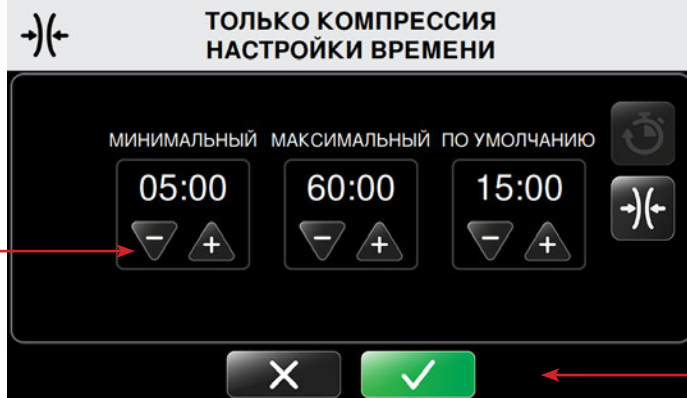 ТОЛЬКО КОМПРЕССИЯ
НАСТРОЙКИ ВРЕМЕНИ
МИНИМАЛЬНЫЙ МАКСИМАЛЬНЫЙ ПО УМОЛЧАНИЮ
05:00 60:00 15:00
− + − + − +